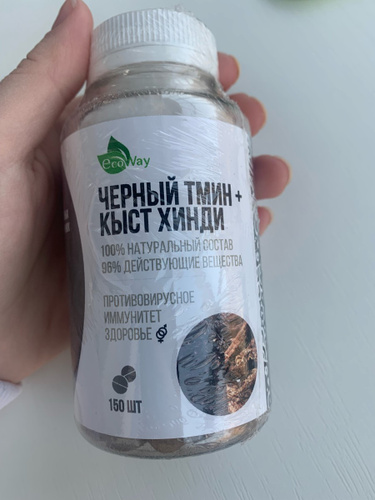 ecoWay
ЧЕРНЫЙ ТМИН +
КЫСТ ХИНДИ
100% НАТУРАЛЬНЫЙ СОСТАВ
96% ДЕЙСТВУЮЩИЕ ВЕЩЕСТВА
ПРОТИВОВИРУСНОЕ
ИММУНИТЕТ
ЗДОРОВЬЕ
150 ШТ